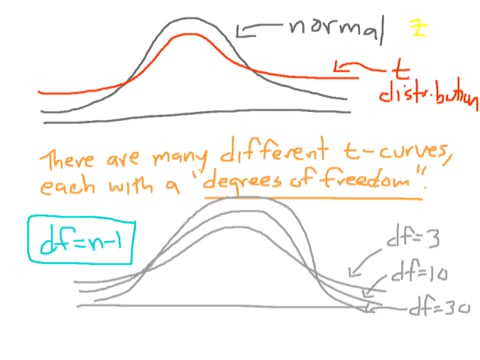 normal z
t
distribution
There are many different t-curves,
each with a "degrees of freedom".
df=n-1
df=3
df=10
df=30